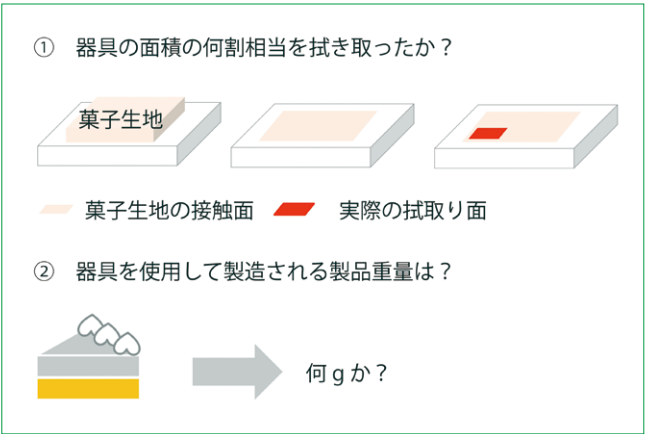 ① 器具の面積の何割相当を拭き取ったか？
菓子生地
菓子生地の接触面 実際の拭取り面
② 器具を使用して製造される製品重量は？
何gか？